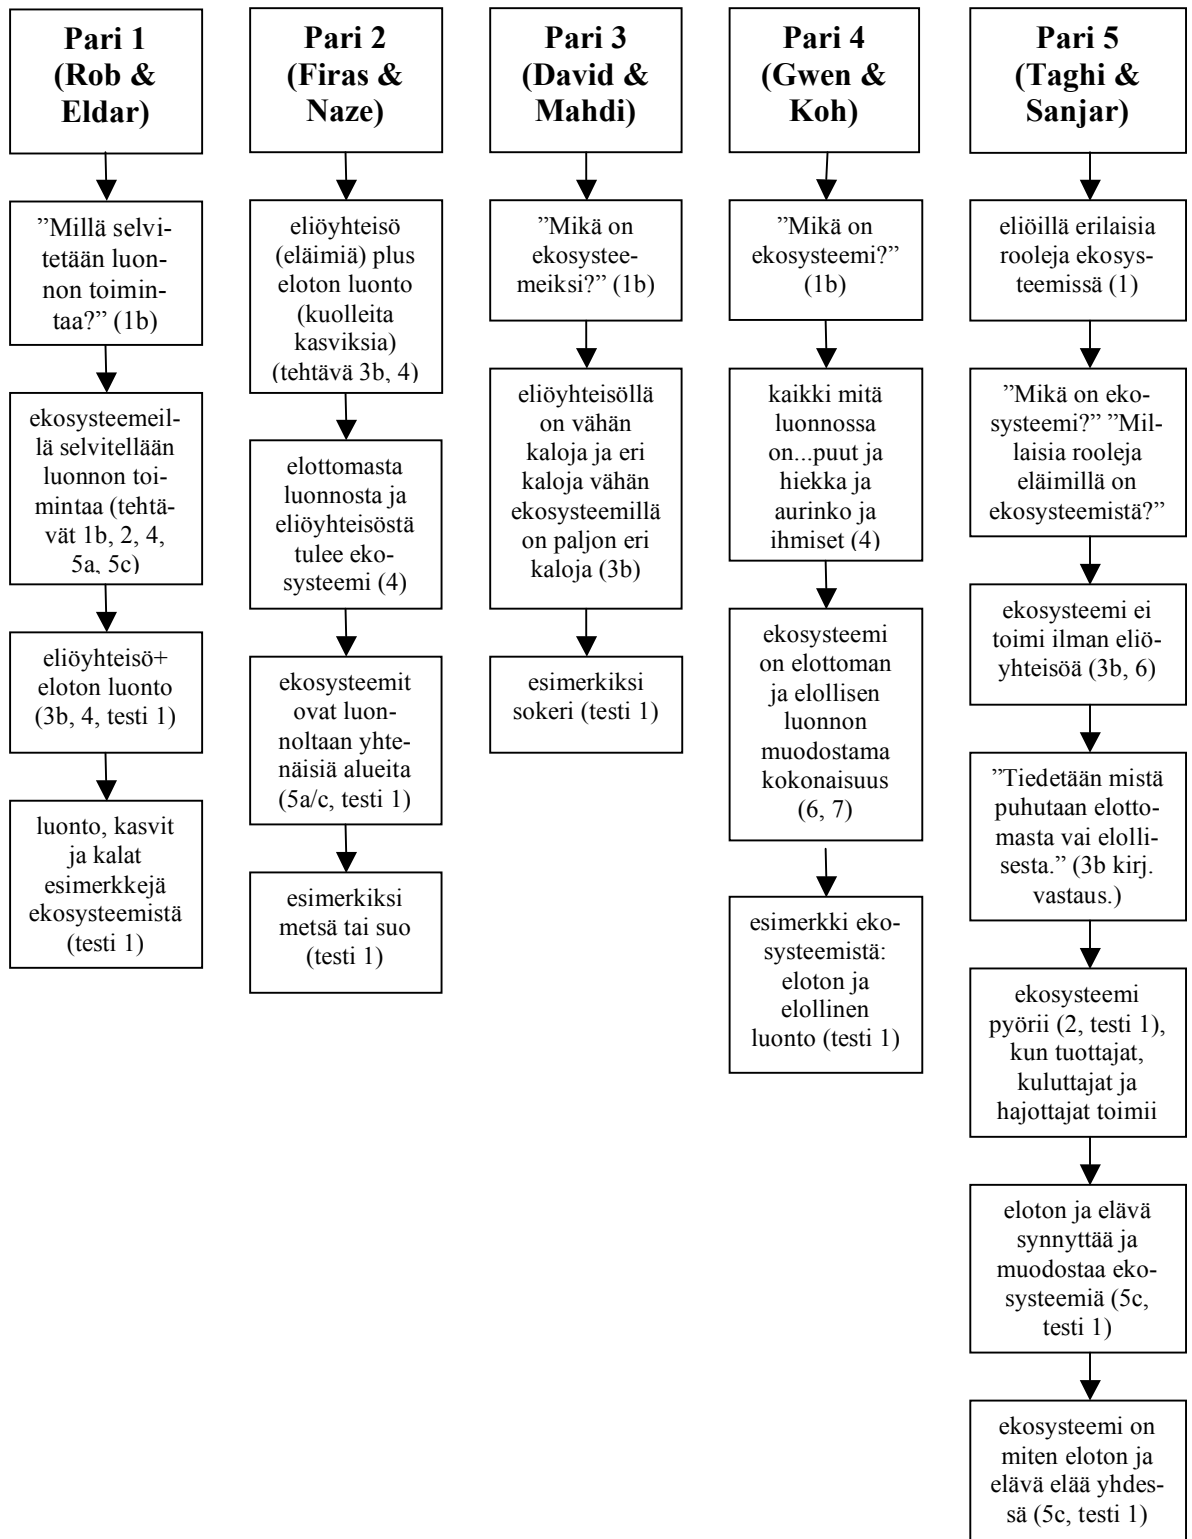 Pari 1
(Rob &
Eldar)
”Millä selvi-
tetään luon-
non toimin-
taa?” (1b)
ekosysteemeil-
lä selvitellään
luonnon toi-
mintaa (tehtä-
vät 1b, 2, 4,
5a, 5c)
eliöyhteisö+
eloton luonto
(3b, 4, testi 1)
luonto, kasvit
ja kalat
esimerkkejä
ekosysteemistä
(testi 1)
Pari 2
(Firas &
Naze)
eliöyhteisö
(eläimiä) plus
eloton luonto
(kuolleita
kasviksia)
(tehtävä 3b, 4)
elottomasta
luonnosta ja
eliöyhteisöstä
tulee eko-
systeemi (4)
ekosysteemit
ovat luon-
noltaan yhte-
näisiä alueita
(5a/c, testi 1)
esimerkiksi
metsä tai suo
(testi 1)
Pari 3
(David &
Mahdi)
”Mikä on
ekosystee-
meiksi?” (1b)
eliöyhteisöllä
on vähän
kaloja ja eri
kaloja vähän
ekosysteemillä
on paljon eri
kaloja (3b)
esimerkiksi
sokeri (testi 1)
Pari 4
(Gwen &
Koh)
”Mikä on
ekosysteemi?”
(1b)
kaikki mitä
luonnossa
on...puut ja
hiekka ja
aurinko ja
ihmiset (4)
ekosysteemi
on elottoman
ja elollisen
luonnon
muodostama
kokonaisuus
(6, 7)
esimerkki eko-
systeemistä:
eloton ja
elollinen
luonto (testi 1)
Pari 5
(Taghi &
Sanjar)
eliöillä erilaisia
rooleja ekosys-
teemissä (1)
”Mikä on eko-
systeemi?” ”Mil-
laisia rooleja
eläimillä on
ekosysteemistä?”
ekosysteemi ei
toimi ilman eliö-
yhteisöä (3b, 6)
”Tiedetään mistä
puhutaan elotto-
masta vai elolli-
sesta.” (3b kirj.
vastaus.)
ekosysteemi
pyörii (2, testi 1),
kun tuottajat,
kuluttajat ja
hajottajat toimii
eloton ja elävä
synnyttää ja
muodostaa eko-
systeemiä (5c,
testi 1)
ekosysteemi on
miten eloton ja
elävä elää yhdes-
sä (5c, testi 1)